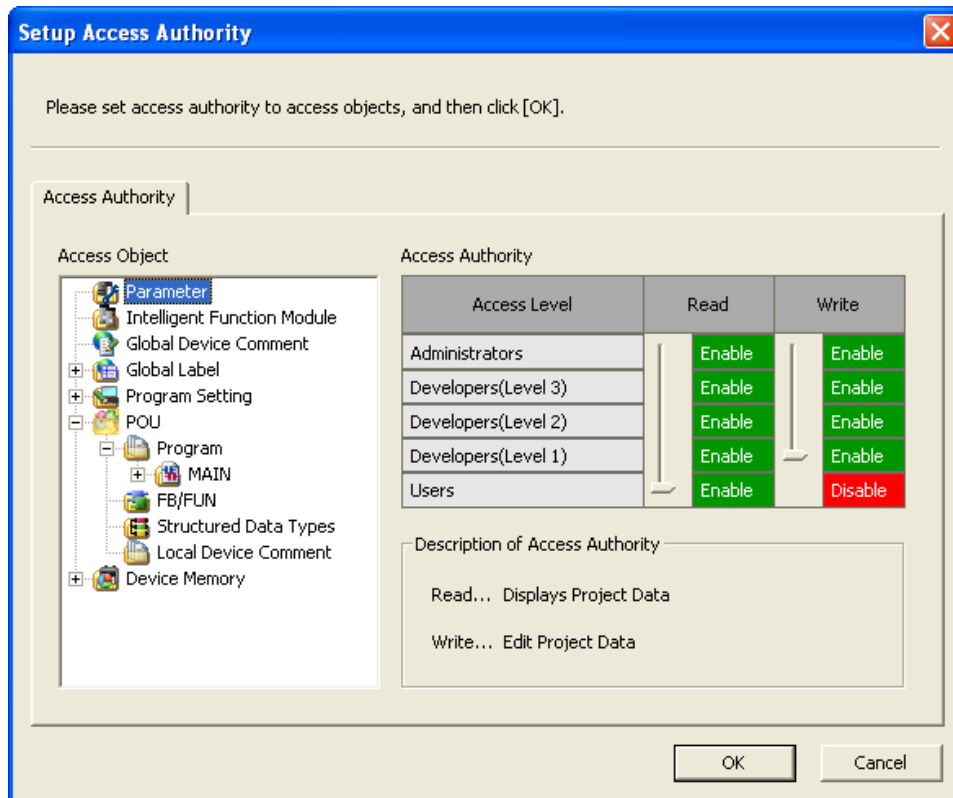 Setup Access Authority
Please set access authority to access objects, and then click [OK].
Access Authority
Access Object
Parameter
Intelligent Function Module
Global Device Comment
Global Label
Program Setting
POU
Program
MAIN
FB/FUN
Structured Data Types
Local Device Comment
Device Memory
Access Authority
Access Level Read Write
Administrators Enable Enable
Developers(Level 3) Enable Enable
Developers(Level 2) Enable Enable
Developers(Level 1) Enable Enable
Users Enable Disable
Description of Access Authority
Read... Displays Project Data
Write... Edit Project Data
OK Cancel